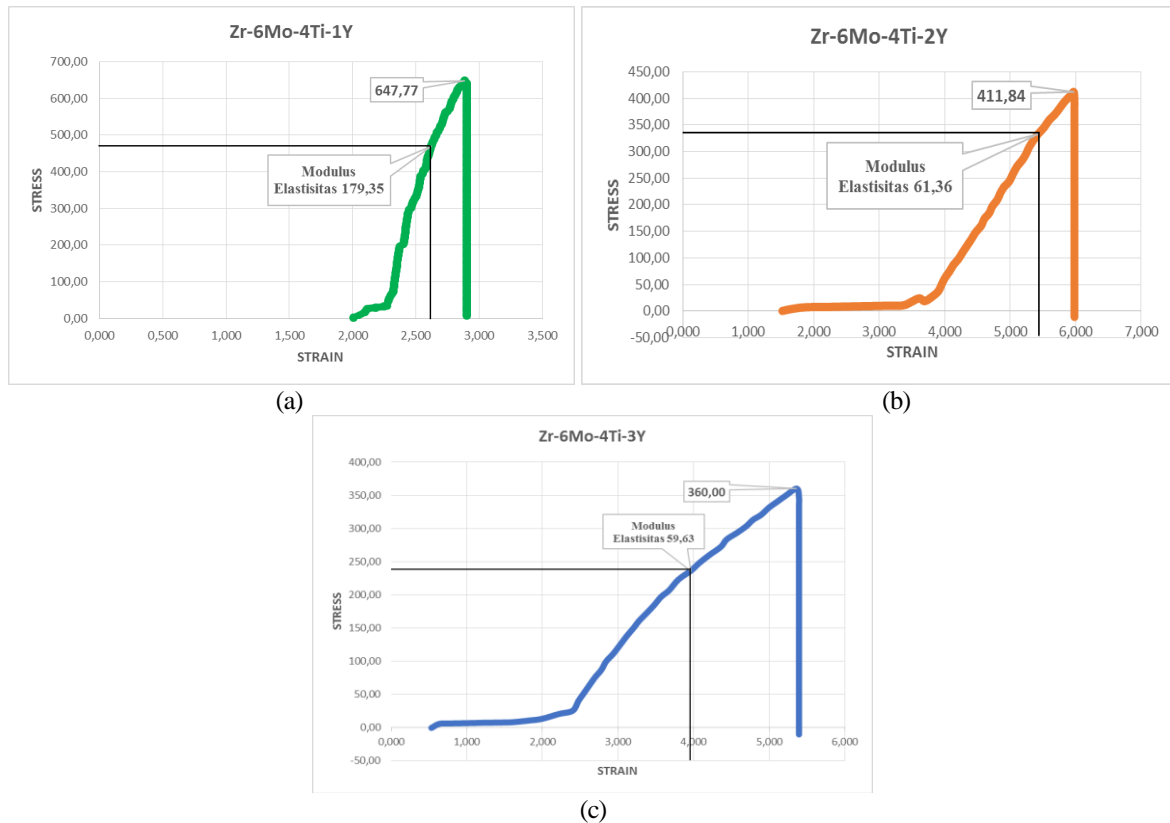 Zr-6Mo-4Ti-1Y
700,00
600,00
500,00
400,00
300,00
200,00
100,00
0,00
STRESS
647,77
Modulus
Elastisitas 179,35
0,000 0,500 1,000 1,500 2,000 2,500 3,000 3,500
STRAIN
(a)
Zr-6Mo-4Ti-2Y
450,00
400,00
350,00
300,00
250,00
200,00
150,00
100,00
50,00
0,00
-50,00
STRESS
411,84
Modulus
Elastisitas 61,36
0,000 1,000 2,000 3,000 4,000 5,000 6,000 7,000
STRAIN
(b)
Zr-6Mo-4Ti-3Y
400,00
350,00
300,00
250,00
200,00
150,00
100,00
50,00
0,00
-50,00
STRESS
360,00
Modulus
Elastisitas 59,63
0,000 1,000 2,000 3,000 4,000 5,000 6,000
STRAIN
(c)